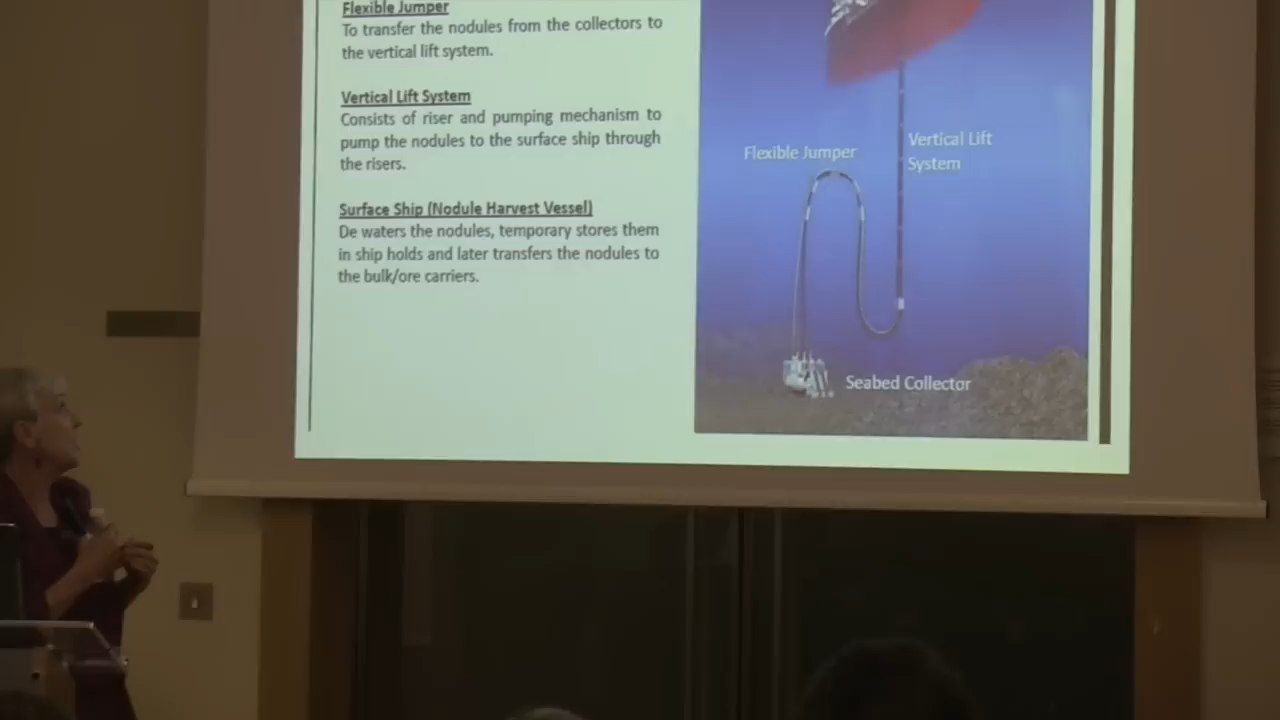 Flexible Jumper
To transfer the nodules from the collectors to
the vertical lift system.
Vertical Lift System
Consists of riser and pumping mechanism to
pump the nodules to the surface ship through
the risers.
Surface Ship (Nodule Harvest Vessel)
De waters the nodules, temporary stores them
in ship holds and later transfers the nodules to
the bulk/ore carriers.
Flexible Jumper
Vertical Lift
System
Seabed Collector